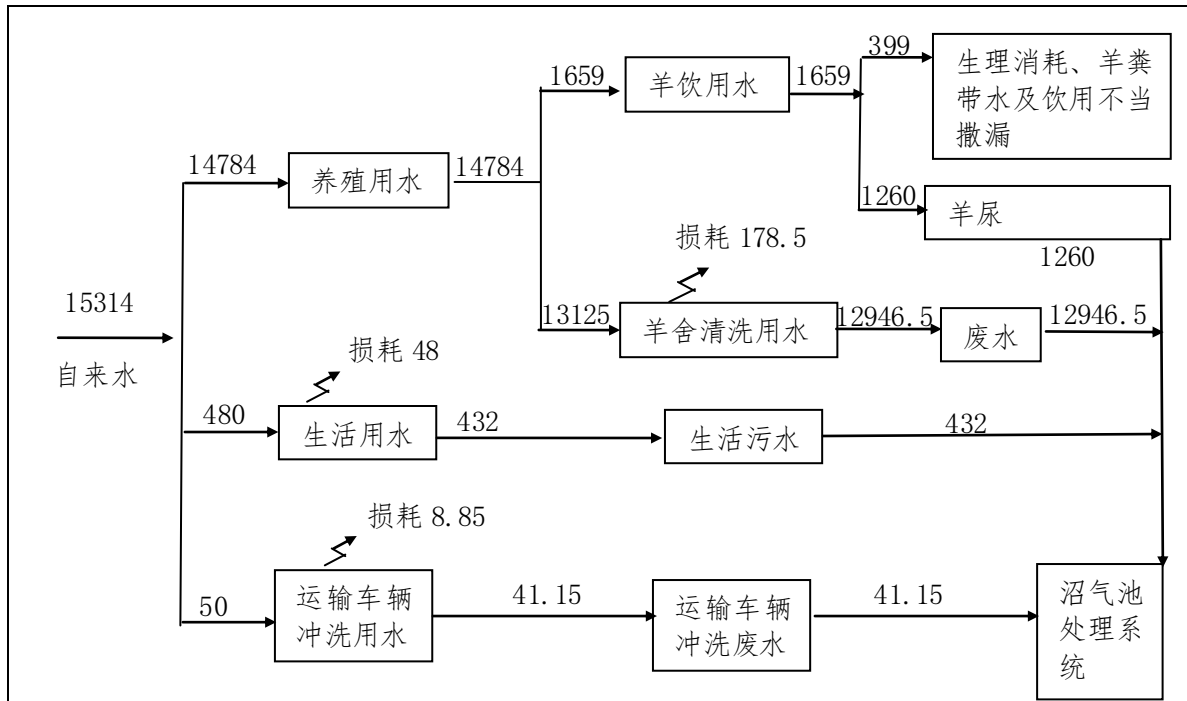 399
生理消耗、羊粪
带水及饮用不当
撒漏
1659
羊饮用水
1659
14784
养殖用水
14784
1260
羊尿
1260
损耗 178.5
15314
自来水
13125
羊舍清洗用水
12946.5
废水
12946.5
损耗 48
480
生活用水
432
生活污水
432
损耗 8.85
50
运输车辆
冲洗用水
41.15
运输车辆
冲洗废水
41.15
沼气池
处理系
统